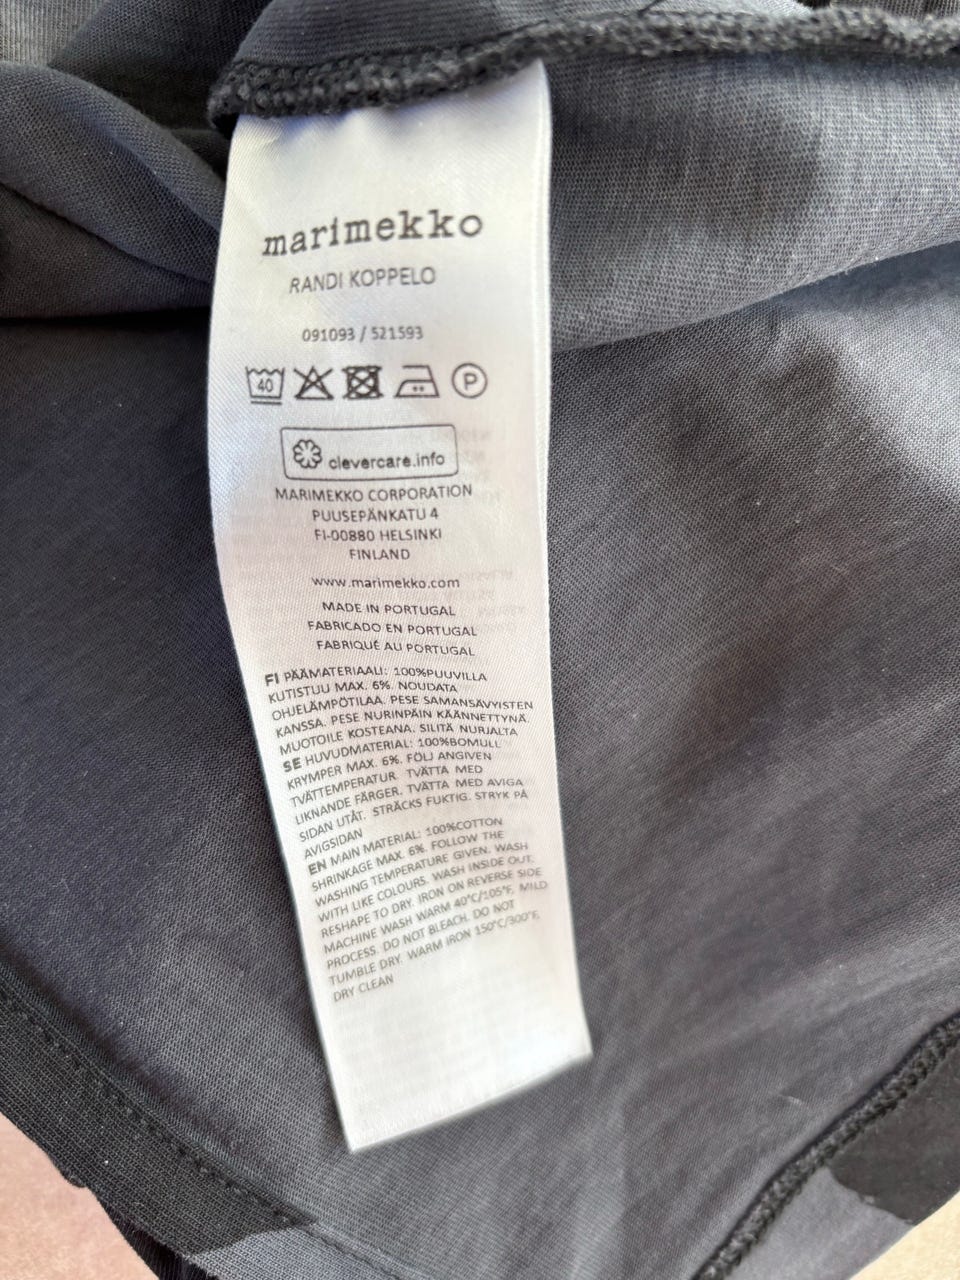 marimekko
RANDI KOPPELO
091093 / 521593
40 P
clevercare.info
MARIMEKKO CORPORATION
PUUSEPÄNKATU 4
FI-00880 HELSINKI
FINLAND
www.marimekko.com
MADE IN PORTUGAL
FABRICADO EN PORTUGAL
FABRIQUÉ AU PORTUGAL
FI PÄÄMATERIAALI: 100%PUUVILLA
KUTISTUU MAX. 6%. NOUDATA
OHJELÄMPÖTILAA. PESE SAMANSÄVYISTEN
KANSSA. PESE NURINPÄIN KÄÄNNETTYNÄ.
MUOTOILE KOSTEANA. SILITÄ NURJALTA
SE HUVUDMATERIAL: 100%BOMULL
KRYMPER MAX. 6%. FÖLJ ANGIVEN
TVÄTTEMPERATUR. TVÄTTA MED
LIKNANDE FÄRGER. TVÄTTA MED AVIGA
SIDAN UTÅT. STRÄCKS FUKTIG. STRYK PÅ
AVIGSIDAN
EN MAIN MATERIAL: 100%COTTON
SHRINKAGE MAX. 6%. FOLLOW THE
WASHING TEMPERATURE GIVEN. WASH
WITH LIKE COLOURS. WASH INSIDE OUT.
RESHAPE TO DRY. IRON ON REVERSE SIDE
MACHINE WASH WARM 40°C/105°F, MILD
PROCESS. DO NOT BLEACH. DO NOT
TUMBLE DRY. WARM IRON 150°C/300°F,
DRY CLEAN